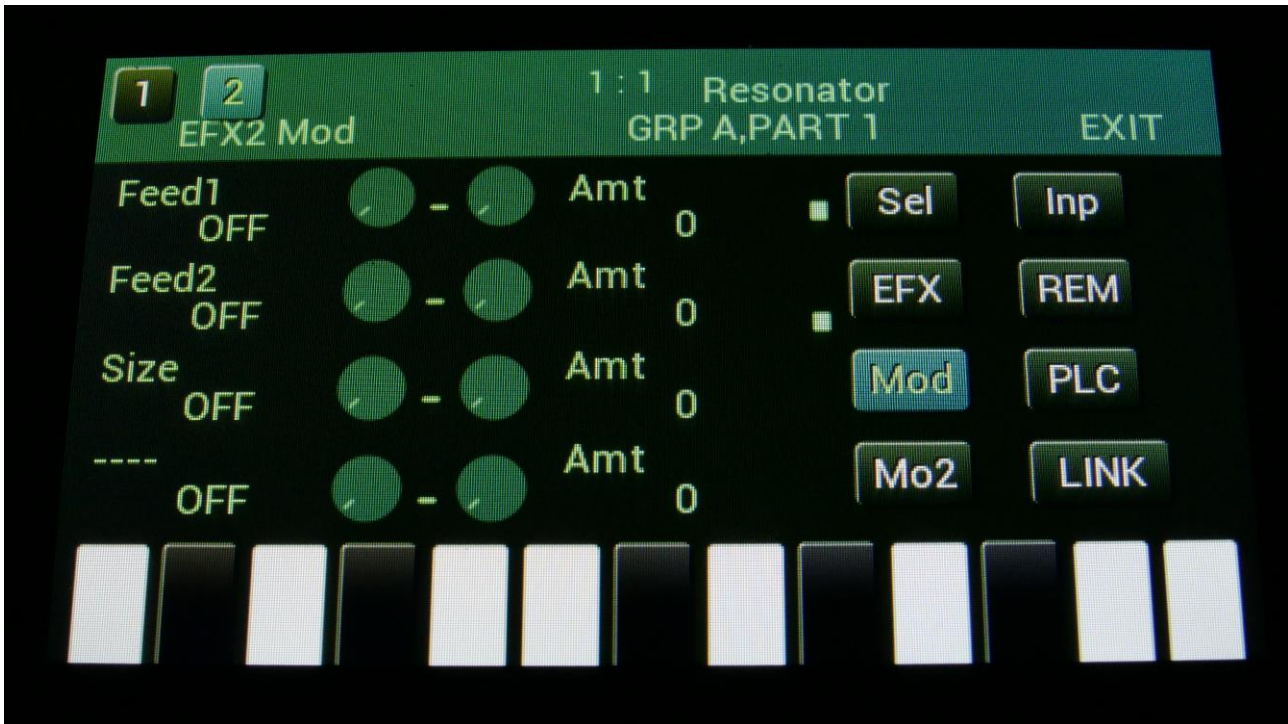 1 2 1 : 1 Resonator
EFX2 Mod GRP A,PART 1 EXIT
Feed1 - Amt Sel Inp
OFF 0
Feed2 - Amt EFX REM
OFF 0
Size - Amt Mod PLC
OFF 0
---- - Amt Mo2 LINK
OFF 0